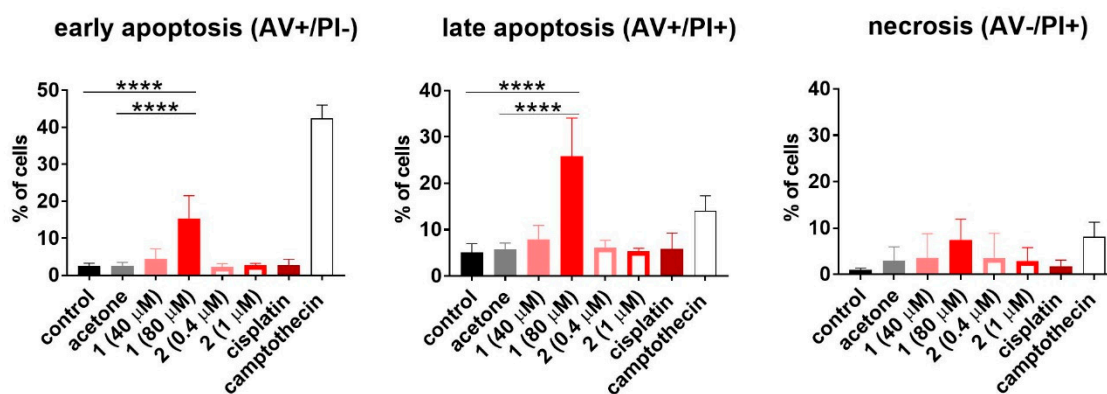 early apoptosis (AV+/PI-)
****
****
% of cells
50
40
30
20
10
0
control
acetone
1 (40 µM)
1 (80 µM)
2 (0.4 µM)
2 (1 µM)
cisplatin
camptothecin
late apoptosis (AV+/PI+)
****
****
% of cells
40
30
20
10
0
control
acetone
1 (40 µM)
1 (80 µM)
2 (0.4 µM)
2 (1 µM)
cisplatin
camptothecin
necrosis (AV-/PI+)
% of cells
40
30
20
10
0
control
acetone
1 (40 µM)
1 (80 µM)
2 (0.4 µM)
2 (1 µM)
cisplatin
camptothecin